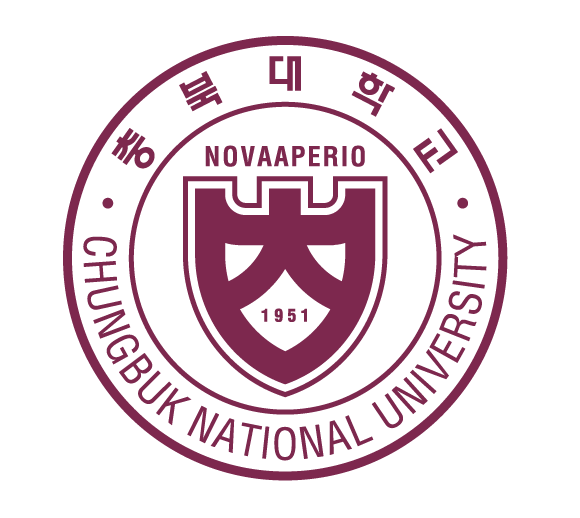 충북대학교
NOVAAPERIO
1951
CHUNGBUK NATIONAL UNIVERSITY